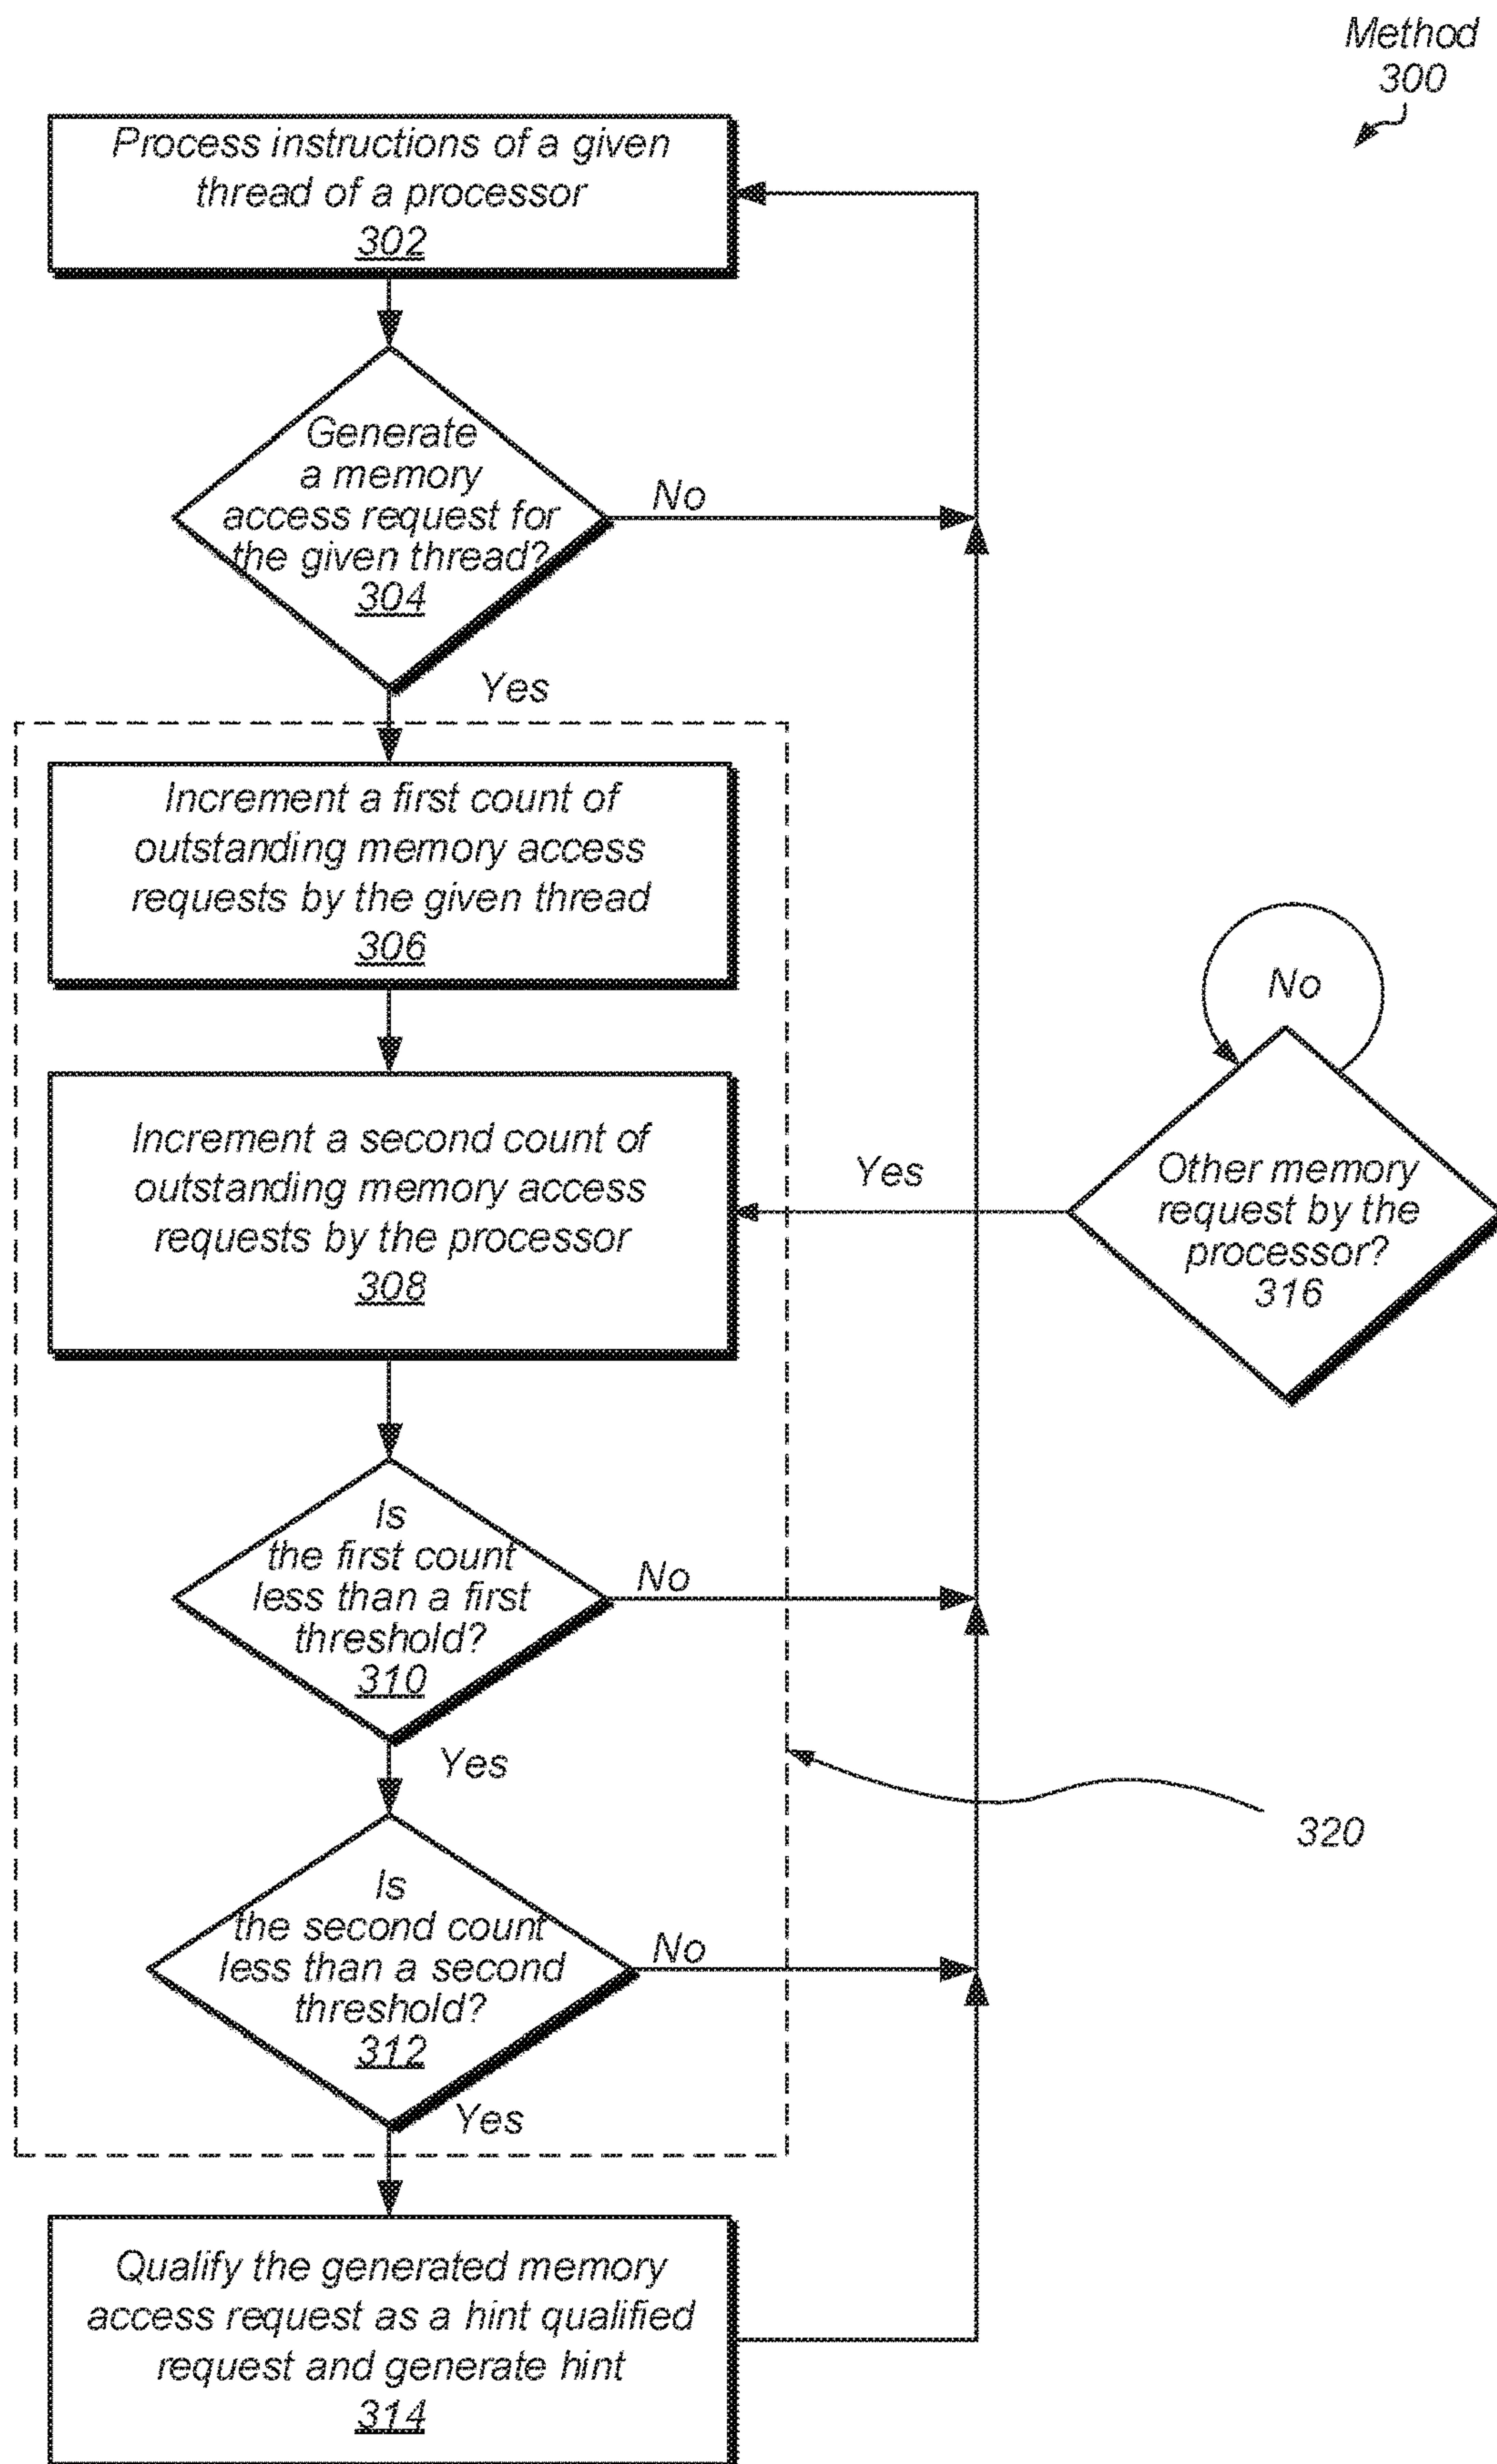 Method
300
Process instructions of a given
thread of a processor
302
Generate
a memory
access request for
the given thread?
304
No
Yes
Increment a first count of
outstanding memory access
requests by the given thread
306
No
Increment a second count of
outstanding memory access
requests by the processor
308
Yes
Other memory
request by the
processor?
316
Is
the first count
less than a first
threshold?
310
No
Yes
320
Is
the second count
less than a second
threshold?
312
No
Yes
Qualify the generated memory
access request as a hint qualified
request and generate hint
314